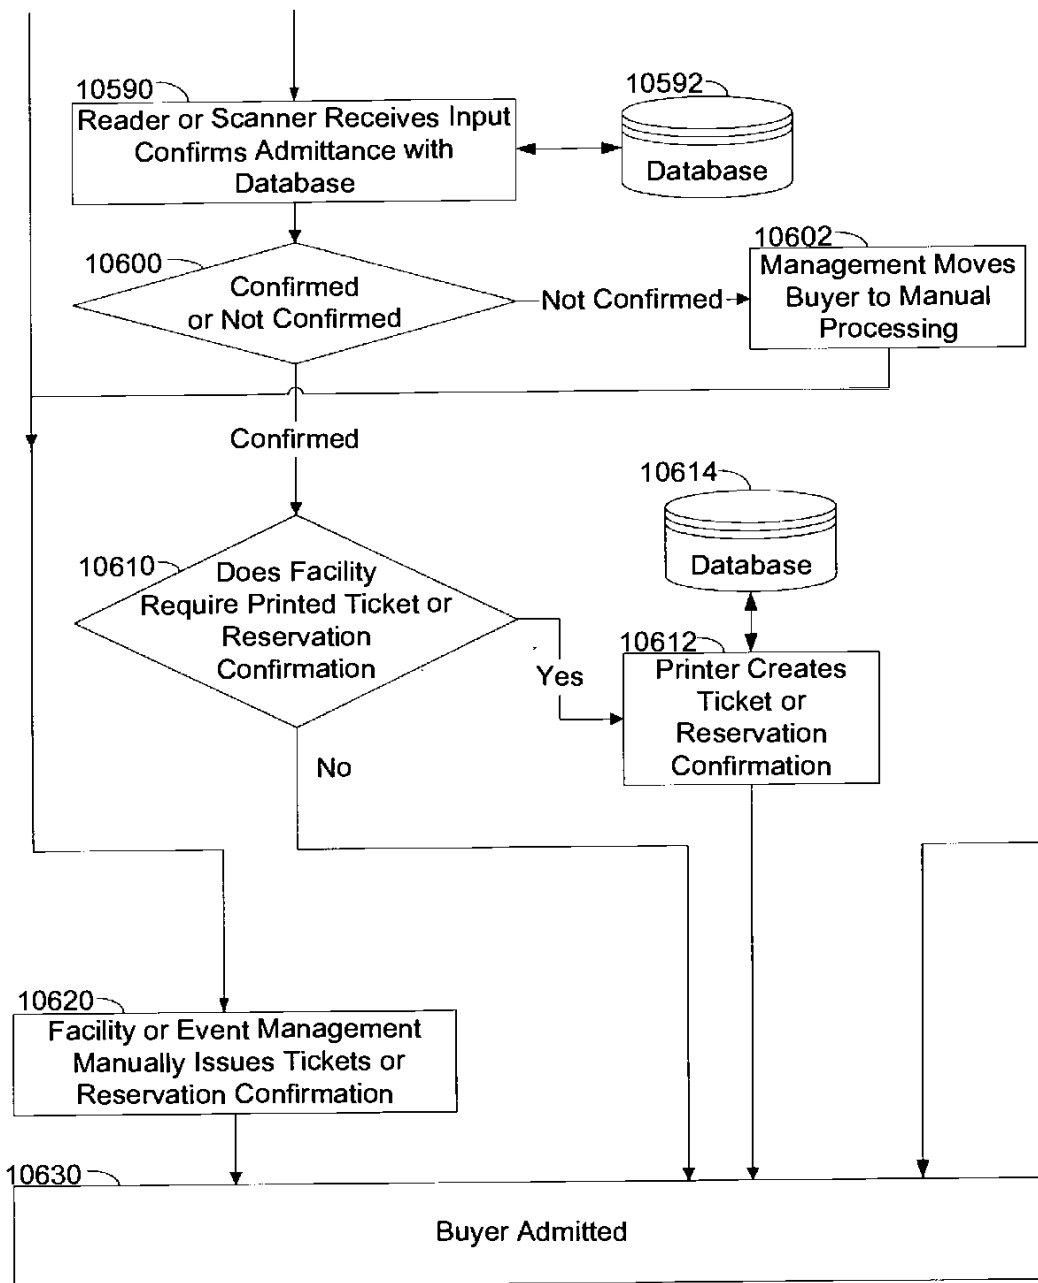 10590
Reader or Scanner Receives Input
Confirms Admittance with
Database
10592
Database
10600
Confirmed
or Not Confirmed
Not Confirmed
10602
Management Moves
Buyer to Manual
Processing
Confirmed
10610
Does Facility
Require Printed Ticket or
Reservation
Confirmation
Yes
No
10614
Database
10612
Printer Creates
Ticket or
Reservation
Confirmation
10620
Facility or Event Management
Manually Issues Tickets or
Reservation Confirmation
10630
Buyer Admitted